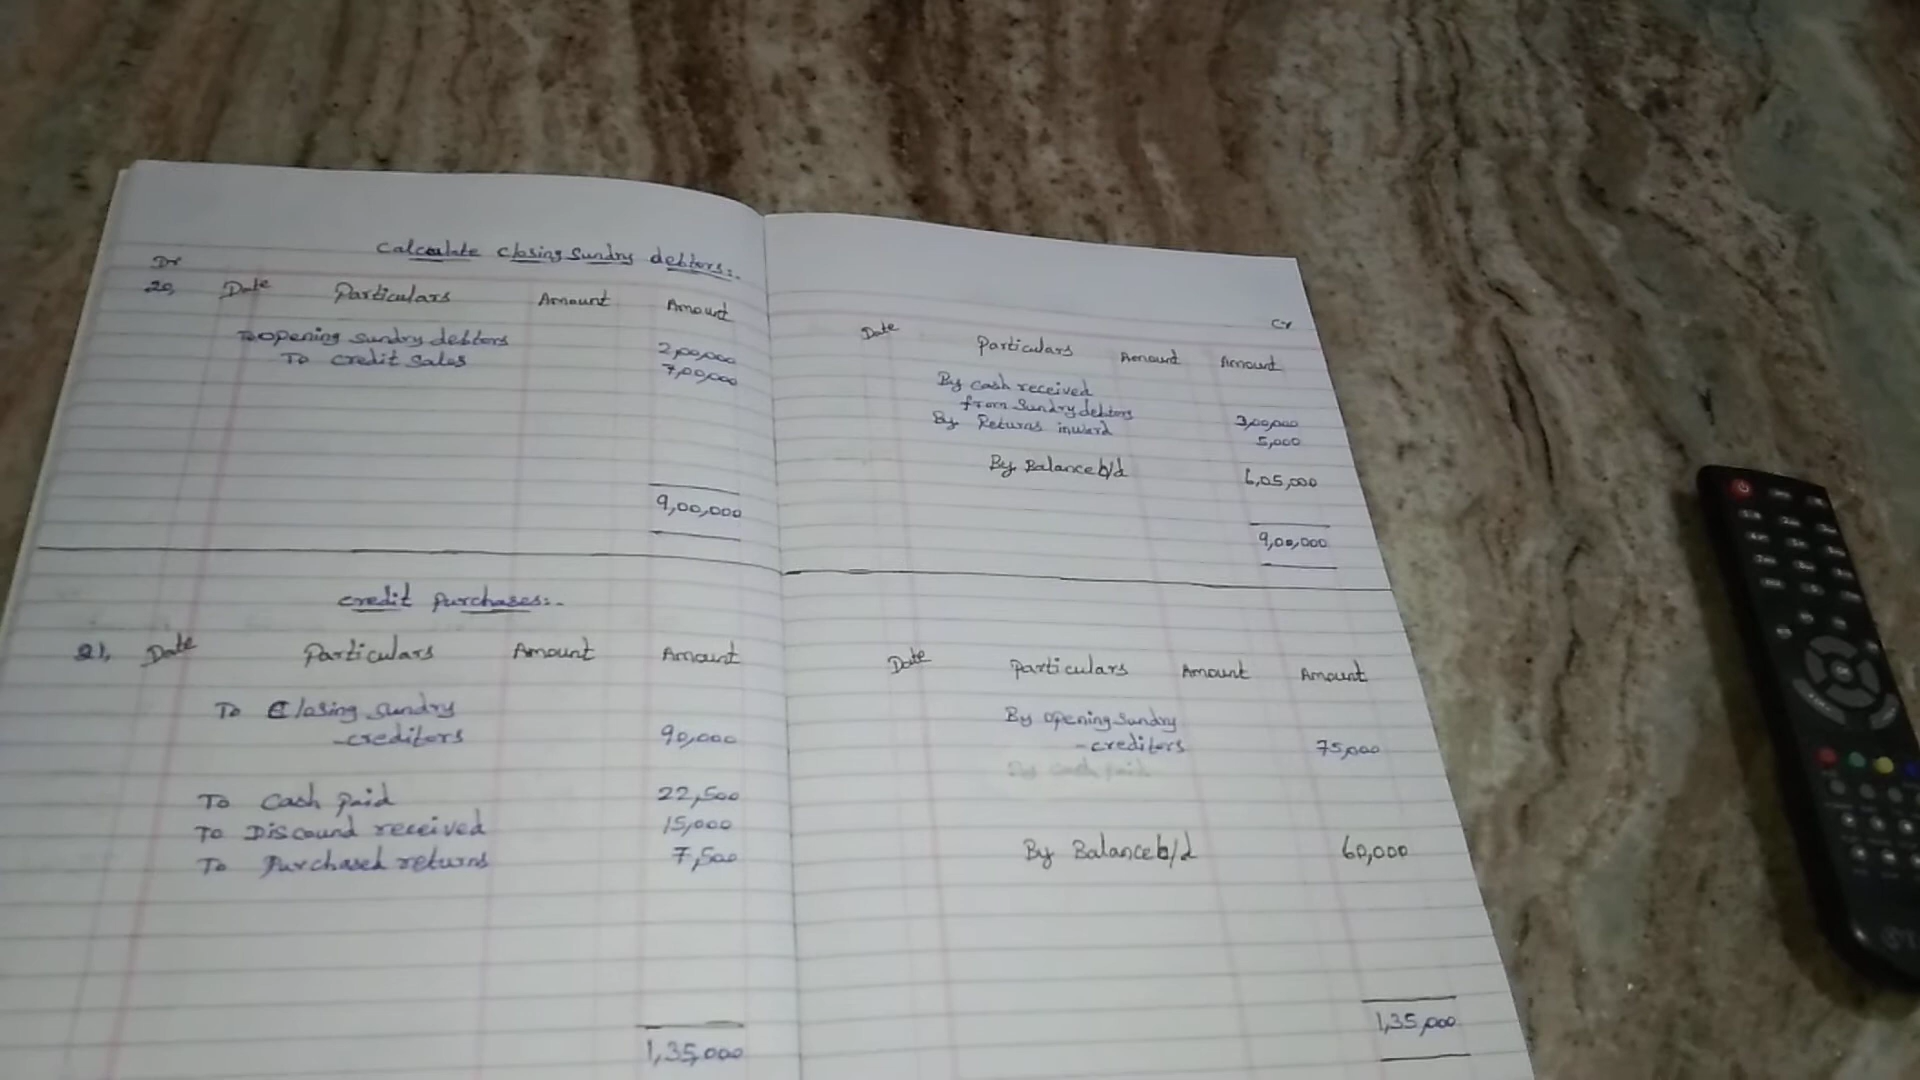 Calculate closing Sundry debtors:-
Dr
20, Date Particulars Amount Amount
To opening sundry debtors 2,00,000
To credit sales 7,00,000
9,00,000
Cr
Date Particulars Amount Amount
By cash received
from Sundry debtors 3,00,000
By Returns inward 5,000
By Balance b/d 6,05,000
9,00,000
credit purchases:-
21, Date Particulars Amount Amount
To Closing sundry
-creditors 90,000
To Cash paid 22,500
To Discound received 15,000
To Purchased returns 7,500
1,35,000
Date Particulars Amount Amount
By opening sundry
-creditors 75,000
By cash paid
By Balance b/d 60,000
1,35,000